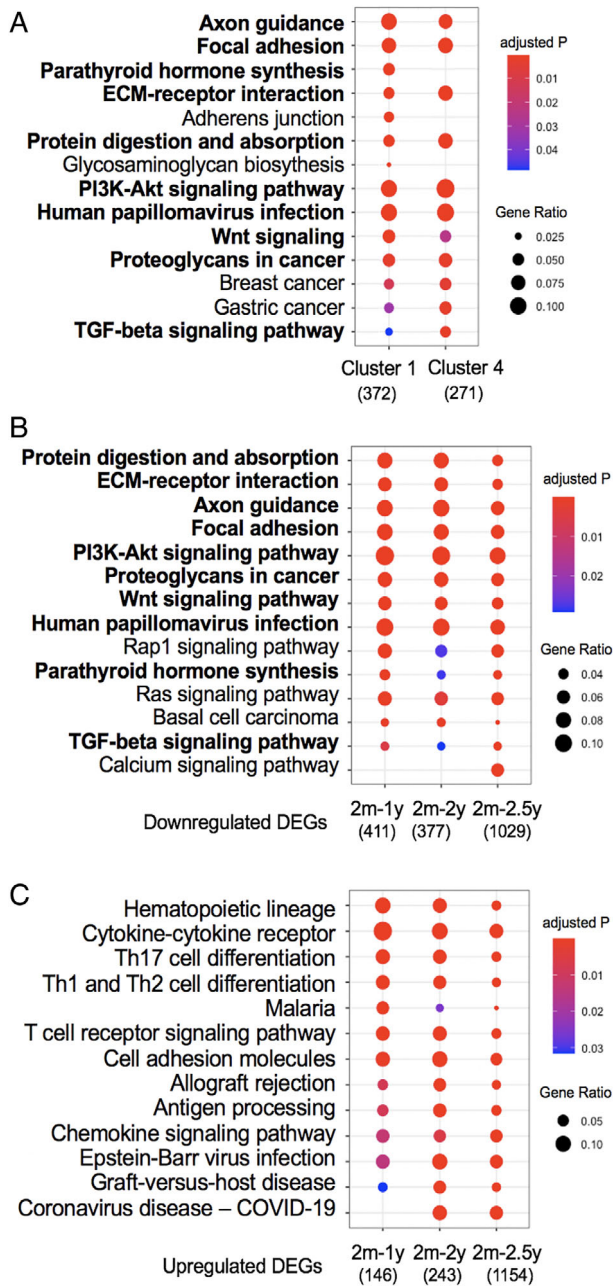 A
Axon guidance
Focal adhesion
Parathyroid hormone synthesis
ECM-receptor interaction
Adherens junction
Protein digestion and absorption
Glycosaminoglycan biosythesis
PI3K-Akt signaling pathway
Human papillomavirus infection
Wnt signaling
Proteoglycans in cancer
Breast cancer
Gastric cancer
TGF-beta signaling pathway
Cluster 1 Cluster 4
(372) (271)
adjusted P
0.01
0.02
0.03
0.04
Gene Ratio
0.025
0.050
0.075
0.100
B
Protein digestion and absorption
ECM-receptor interaction
Axon guidance
Focal adhesion
PI3K-Akt signaling pathway
Proteoglycans in cancer
Wnt signaling pathway
Human papillomavirus infection
Rap1 signaling pathway
Parathyroid hormone synthesis
Ras signaling pathway
Basal cell carcinoma
TGF-beta signaling pathway
Calcium signaling pathway
Downregulated DEGs 2m-1y 2m-2y 2m-2.5y
(411) (377) (1029)
adjusted P
0.01
0.02
Gene Ratio
0.04
0.06
0.08
0.10
C
Hematopoietic lineage
Cytokine-cytokine receptor
Th17 cell differentiation
Th1 and Th2 cell differentiation
Malaria
T cell receptor signaling pathway
Cell adhesion molecules
Allograft rejection
Antigen processing
Chemokine signaling pathway
Epstein-Barr virus infection
Graft-versus-host disease
Coronavirus disease – COVID-19
Upregulated DEGs 2m-1y 2m-2y 2m-2.5y
(146) (243) (1154)
adjusted P
0.01
0.02
0.03
Gene Ratio
0.05
0.10